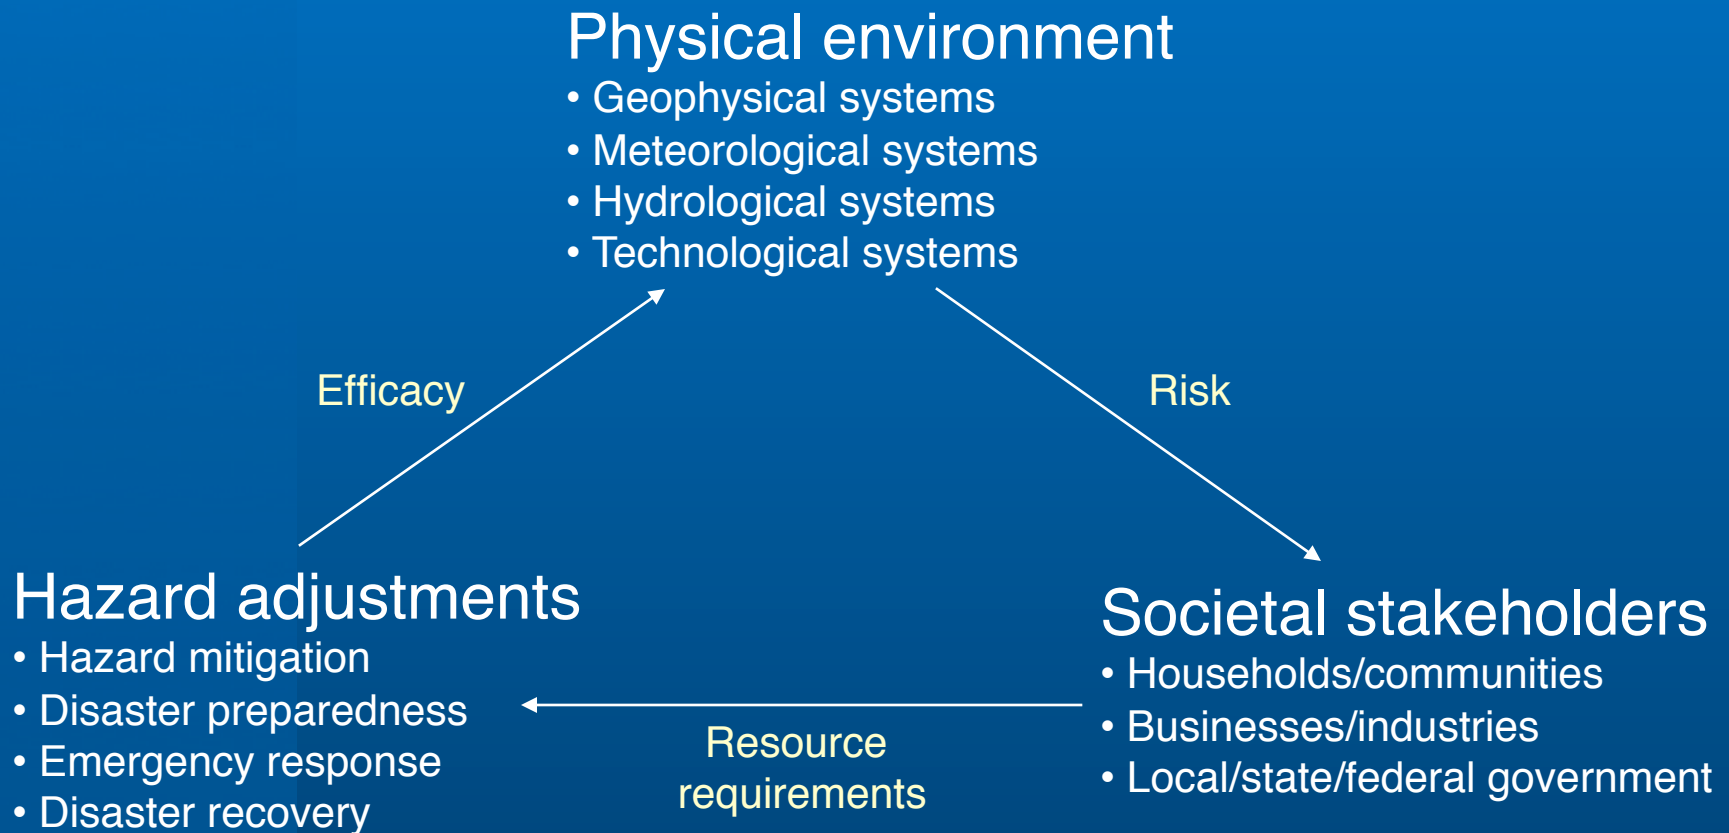 Physical environment
• Geophysical systems
• Meteorological systems
• Hydrological systems
• Technological systems
Efficacy
Risk
Hazard adjustments
• Hazard mitigation
• Disaster preparedness
• Emergency response
• Disaster recovery
Resource
requirements
Societal stakeholders
• Households/communities
• Businesses/industries
• Local/state/federal government